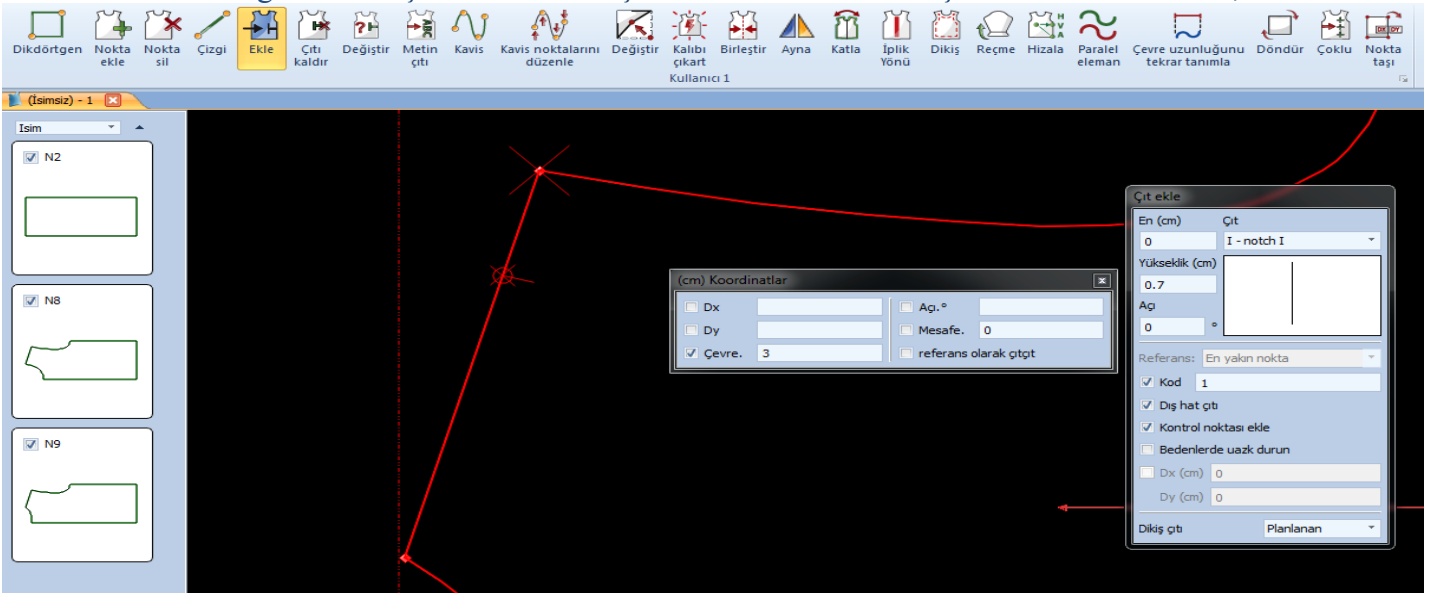 Dikdörtgen Nokta ekle Nokta sil Çizgi Ekle Çıtı kaldır Değiştir Metin çıtı Kavis Kavis noktalarını düzenle Değiştir Kalıbı çıkart Birleştir Ayna Katla İplik Yönü Dikiş Reçme Hizala Paralel eleman Çevre uzunluğunu tekrar tanımla Döndür Çoklu Nokta taşı
Kullanıcı 1
(İsimsiz) - 1
Isim
N2
N8
N9
(cm) Koordinatlar
Dx
Açı.°
Dy
Mesafe. 0
Çevre. 3
referans olarak çıtçıt
Çıt ekle
En (cm) Çıt
0 I - notch I
Yükseklik (cm)
0.7
Açı
0 °
Referans: En yakın nokta
Kod 1
Dış hat çıtı
Kontrol noktası ekle
Bedenlerde uazk durun
Dx (cm) 0
Dy (cm) 0
Dikiş çıtı Planlanan